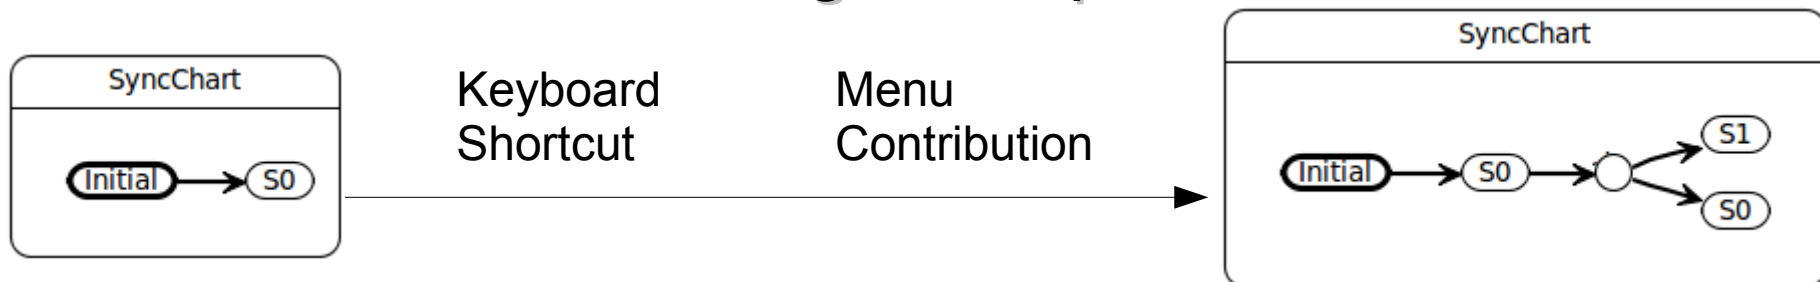 SyncChart
Initial
S0
Keyboard
Shortcut
Menu
Contribution
SyncChart
Initial
S0
S1
S0